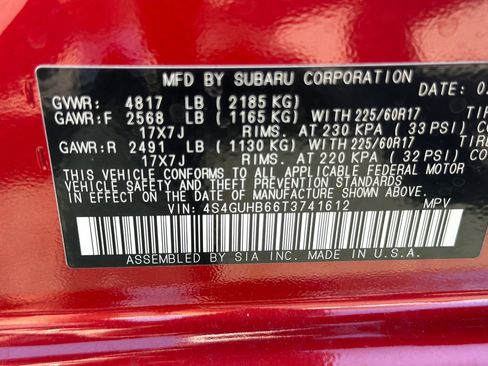 MFD BY SUBARU CORPORATION
DATE: 0
GVWR: 4817 LB (2185 KG)
GAWR:F 2568 LB (1165 KG) WITH 225/60R17 TIR
17X7J RIMS. AT 230 KPA (33 PSI)
GAWR:R 2491 LB (1130 KG) WITH 225/60R17 TIRE
17X7J RIMS. AT 220 KPA (32 PSI)
THIS VEHICLE CONFORMS TO ALL APPLICABLE FEDERAL MOTOR
VEHICLE SAFETY AND THEFT PREVENTION STANDARDS
IN EFFECT ON THE DATE OF MANUFACTURE SHOWN ABOVE.
VIN: 4S4GUHB66T3741612 MPV
ASSEMBLED BY SIA INC. MADE IN U.S.A.